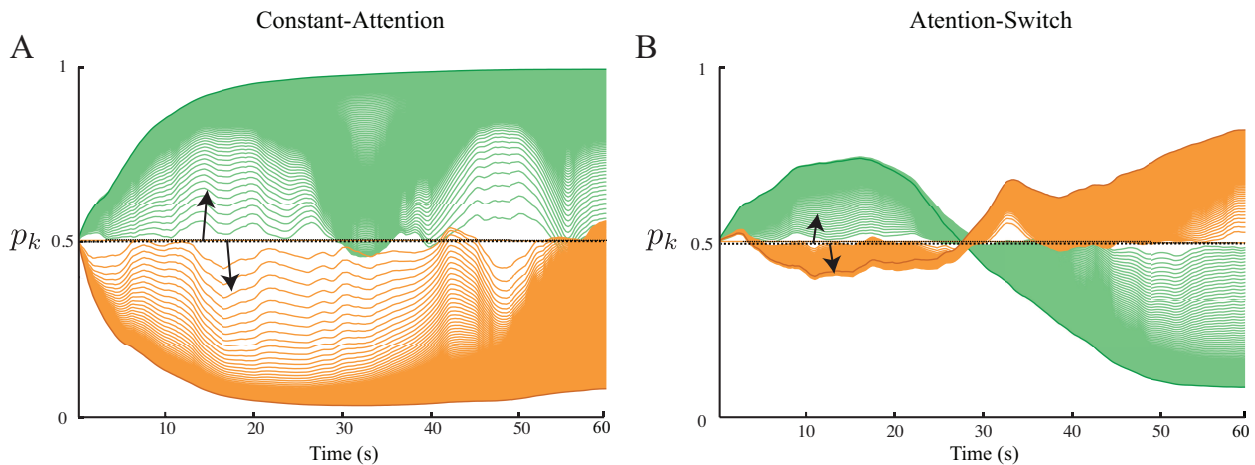 Constant-Attention
Atention-Switch
A
B
1
1
p_k 0.5
p_k 0.5
0
0
10 20 30 40 50 60
10 20 30 40 50 60
Time (s)
Time (s)